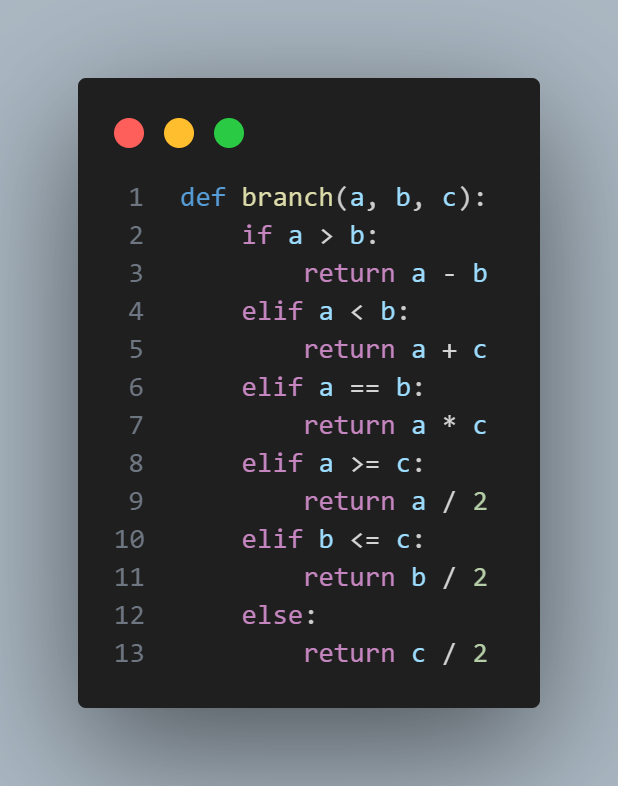 1 def branch(a, b, c):
2     if a > b:
3         return a - b
4     elif a < b:
5         return a + c
6     elif a == b:
7         return a * c
8     elif a >= c:
9         return a / 2
10     elif b <= c:
11         return b / 2
12     else:
13         return c / 2